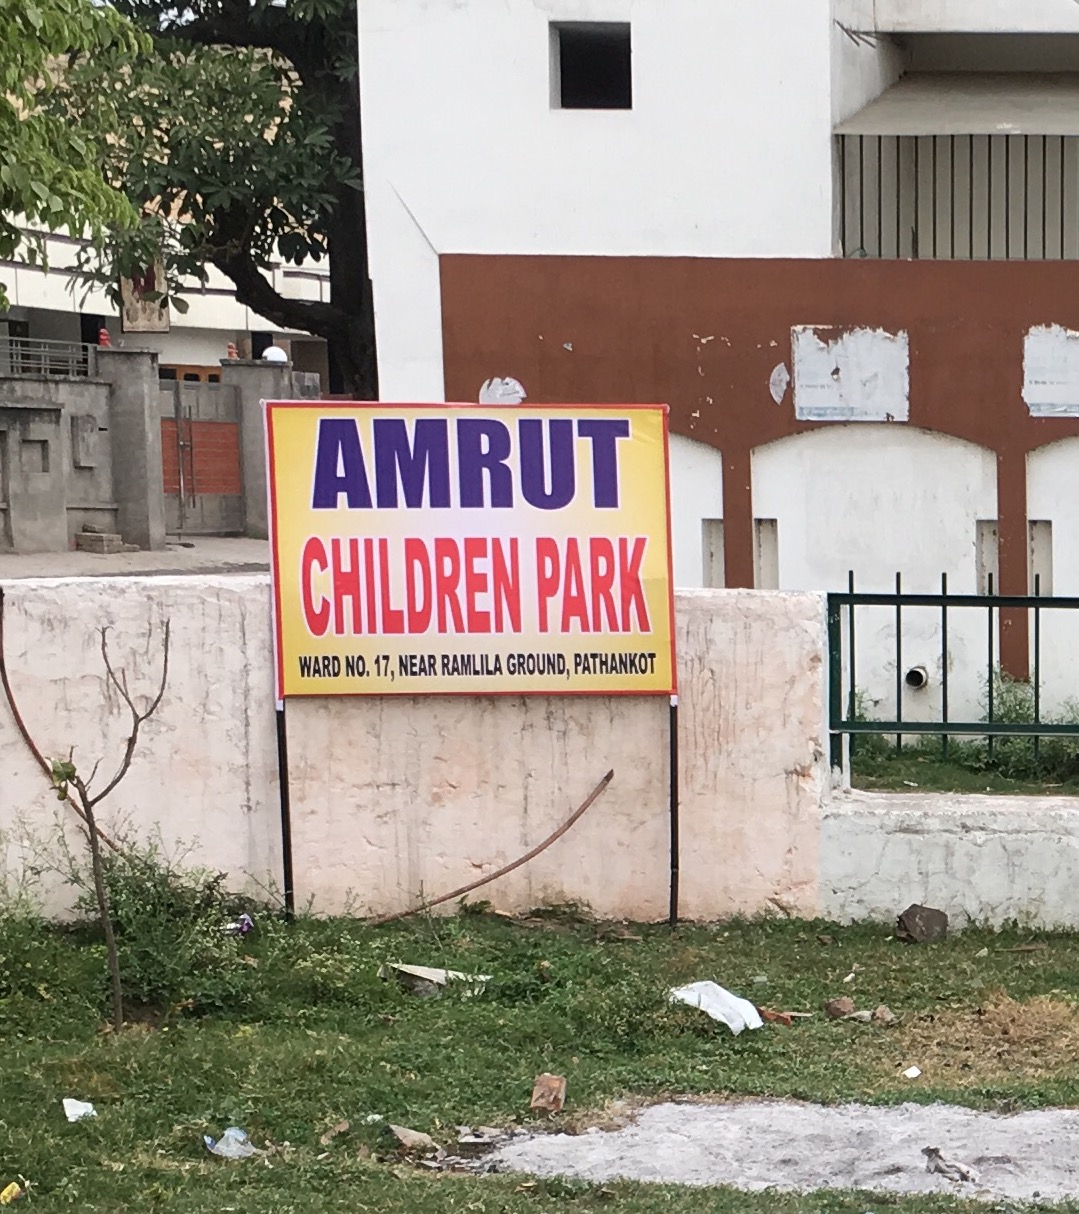 AMRUT
CHILDREN PARK
WARD NO. 17, NEAR RAMLILA GROUND, PATHANKOT